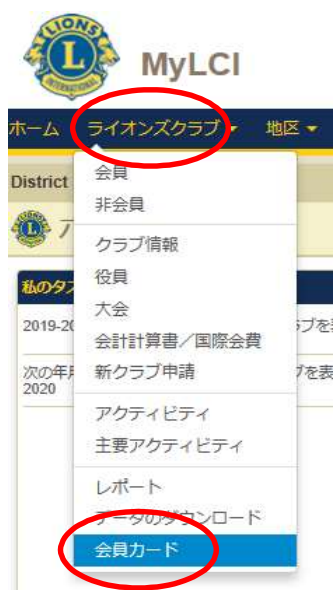 LIONS
L
INTERNATIONAL
MyLCI
ホーム ライオンズクラブ 地区
District
会員
非会員
クラブ情報
役員
大会
会計計算書/国際会費
新クラブ申請
アクティビティ
主要アクティビティ
レポート
データのダウンロード
会員カード
ア
私のタス
2019-20
ブを
次の年
ブを表
2020